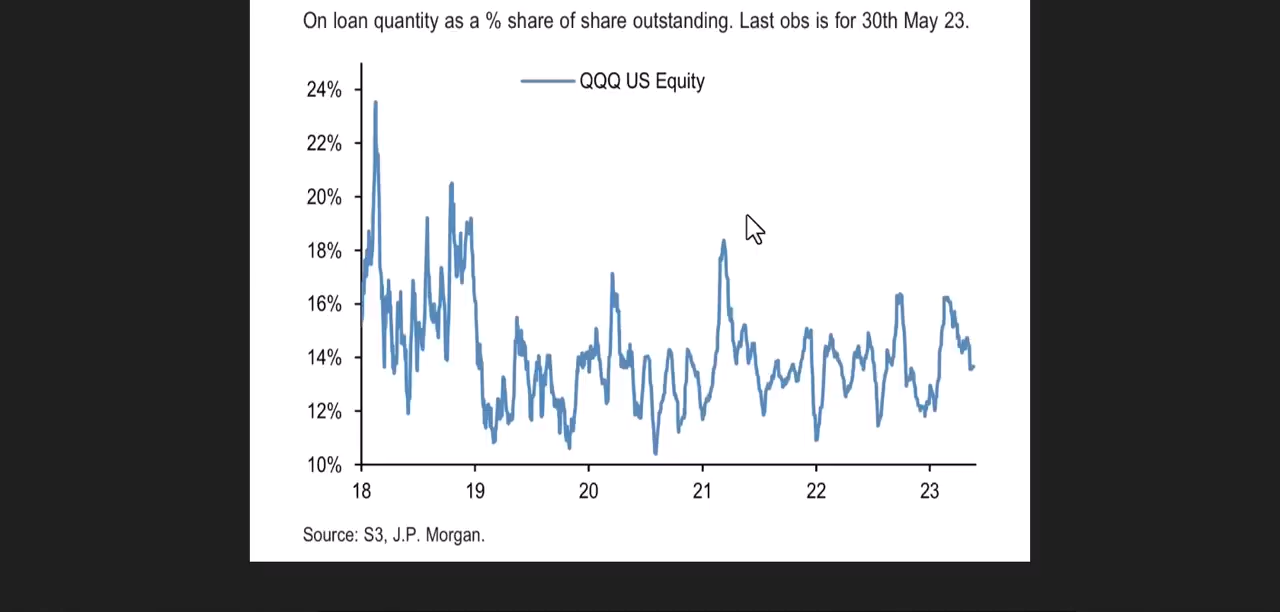 On loan quantity as a % share of share outstanding. Last obs is for 30th May 23.
QQQ US Equity
24%
22%
20%
18%
16%
14%
12%
10%
18 19 20 21 22 23
Source: S3, J.P. Morgan.